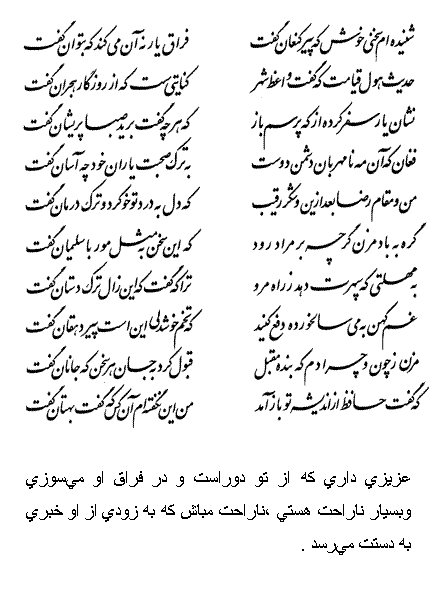 شنیده‌ام سخنی خوش که پیر کنعان گفت فراق یار نه آن می‌کند که بتوان گفت
حدیث هول قیامت که گفت واعظ شهر کنایتی ست که از روزگار هجران گفت
نشان یار سفر کرده از که پرسم باز که هر چه گفت برید صبا پریشان گفت
فغان که آن مه نامهربان دشمن دوست به ترک صحبت یاران خود چه آسان گفت
من و مقام رضا بعد ازین و شکر رقیب که دل به درد تو خو کرد و ترک درمان گفت
گره به باد مزن گرچه بر مراد رود که این سخن به مثل مور با سلیمان گفت
به مهلتی که سپهرت دهد ز راه مرو ترا که گفت که این زال ترک دستان گفت
غم کهن به می سالخورده دفع کنید که تخم خوشدلی این است پیر دهقان گفت
مزن ز چون و چرا دم که بنده مقبل قبول کرد به جان هر سخن که جانان گفت
که گفت حافظ از اندیشه تو باز آمد من این نگفته‌ام آن کس که گفت بهتان گفت
عزيزي داري كه از تو دوراست و در فراق او مي‌سوزي
وبسيار ناراحت هستي ،ناراحت مباش كه به زودي از او خبري
به دستت مي‌رسد .